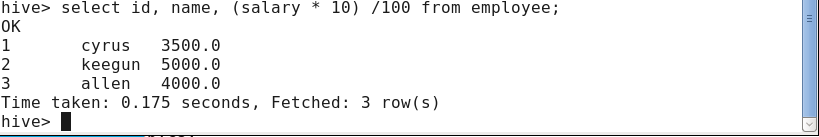 hive> select id, name, (salary * 10) /100 from employee;
OK
1 cyrus 3500.0
2 keegun 5000.0
3 allen 4000.0
Time taken: 0.175 seconds, Fetched: 3 row(s)
hive>